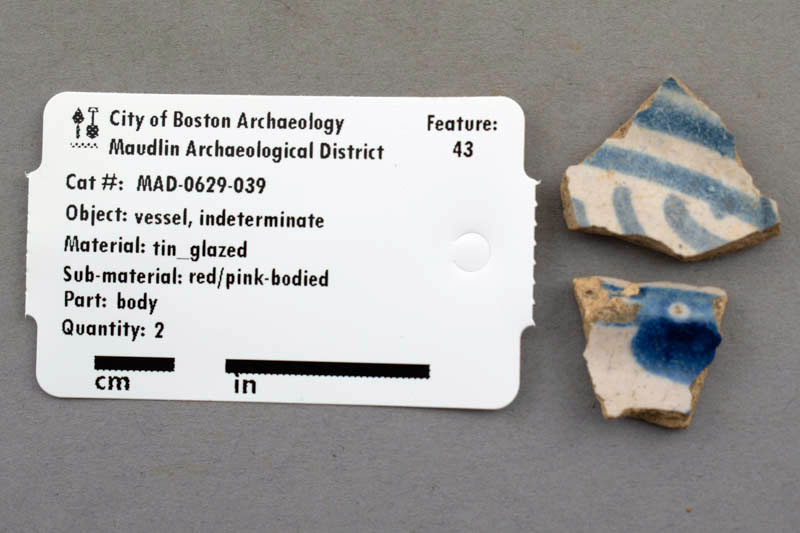 City of Boston Archaeology
Maudlin Archaeological District
Feature:
43
Cat #: MAD-0629-039
Object: vessel, indeterminate
Material: tin_glazed
Sub-material: red/pink-bodied
Part: body
Quantity: 2
cm
in